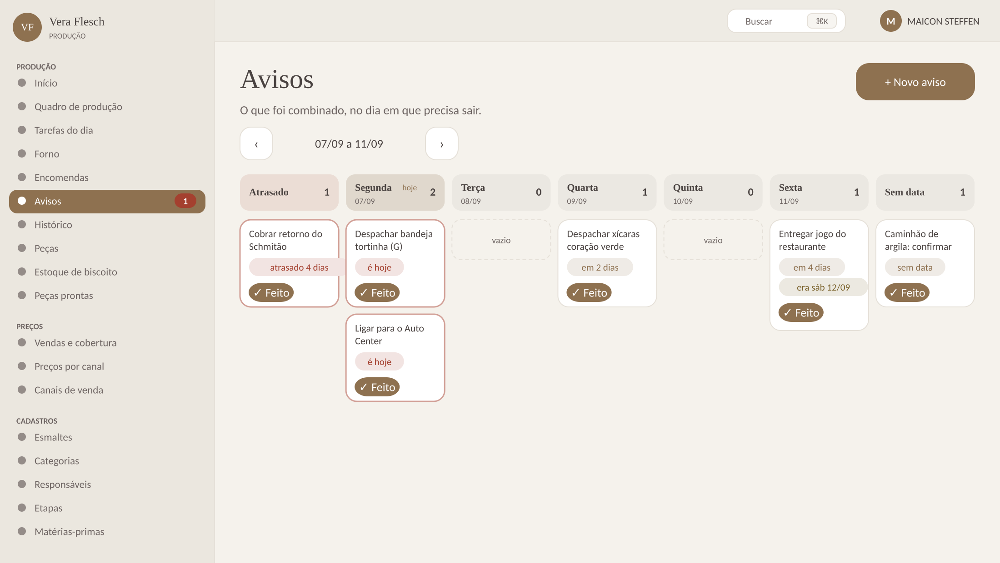 VF
Vera Flesch
PRODUÇÃO
PRODUÇÃO
Início
Quadro de produção
Tarefas do dia
Forno
Encomendas
Avisos 1
Histórico
Peças
Estoque de biscoito
Peças prontas
PREÇOS
Vendas e cobertura
Preços por canal
Canais de venda
CADASTROS
Esmaltes
Categorias
Responsáveis
Etapas
Matérias-primas
Buscar ⌘K
M MAICON STEFFEN
Avisos
+ Novo aviso
O que foi combinado, no dia em que precisa sair.
‹ 07/09 a 11/09 ›
Atrasado 1
Cobrar retorno do
Schmitão
atrasado 4 dias
✓ Feito
Segunda hoje 2
07/09
Despachar bandeja
tortinha (G)
é hoje
✓ Feito
Ligar para o Auto
Center
é hoje
✓ Feito
Terça 0
08/09
vazio
Quarta 1
09/09
Despachar xícaras
coração verde
em 2 dias
✓ Feito
Quinta 0
10/09
vazio
Sexta 1
11/09
Entregar jogo do
restaurante
em 4 dias
era sáb 12/09
✓ Feito
Sem data 1
Caminhão de
argila: confirmar
sem data
✓ Feito